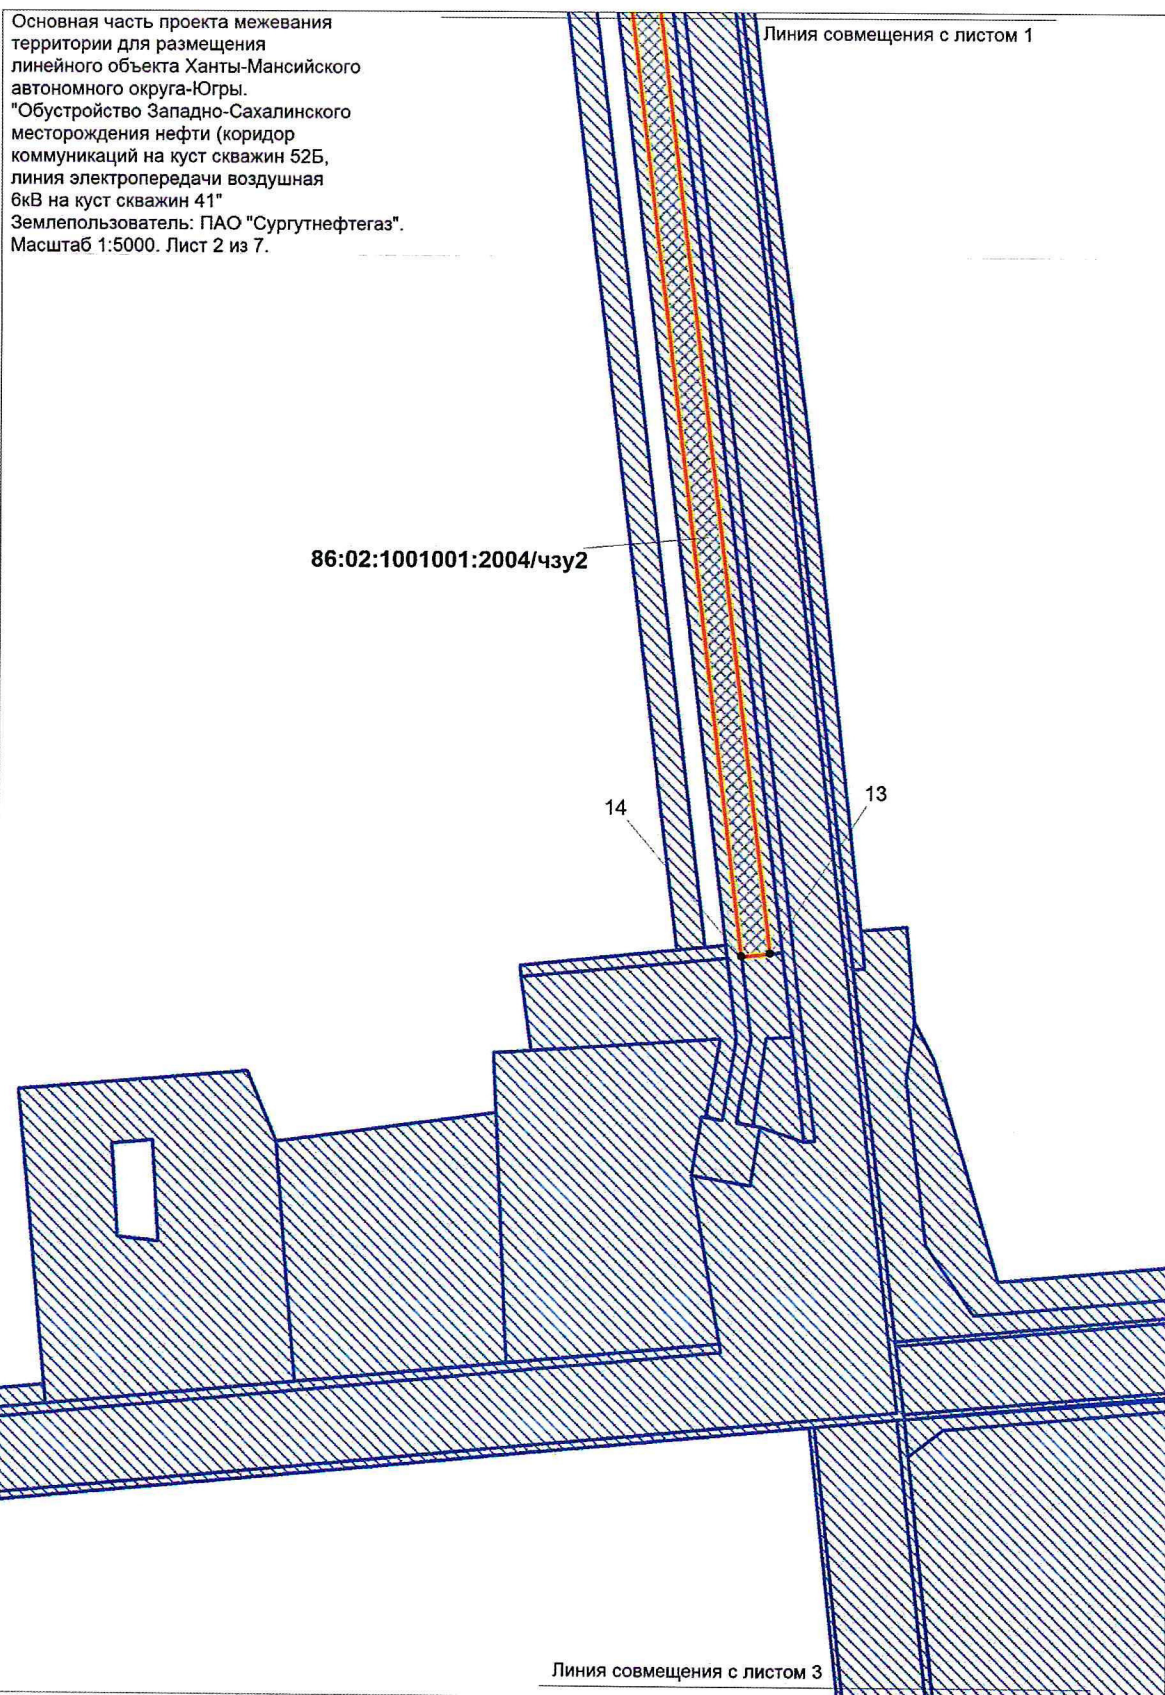 Основная часть проекта межевания
территории для размещения
линейного объекта Ханты-Мансийского
автономного округа-Югры.
"Обустройство Западно-Сахалинского
месторождения нефти (коридор
коммуникаций на куст скважин 52Б,
линия электропередачи воздушная
6кВ на куст скважин 41"
Землепользователь: ПАО "Сургутнефтегаз".
Масштаб 1:5000. Лист 2 из 7.
Линия совмещения с листом 1
86:02:1001001:2004/чзу2
14
13
Линия совмещения с листом 3